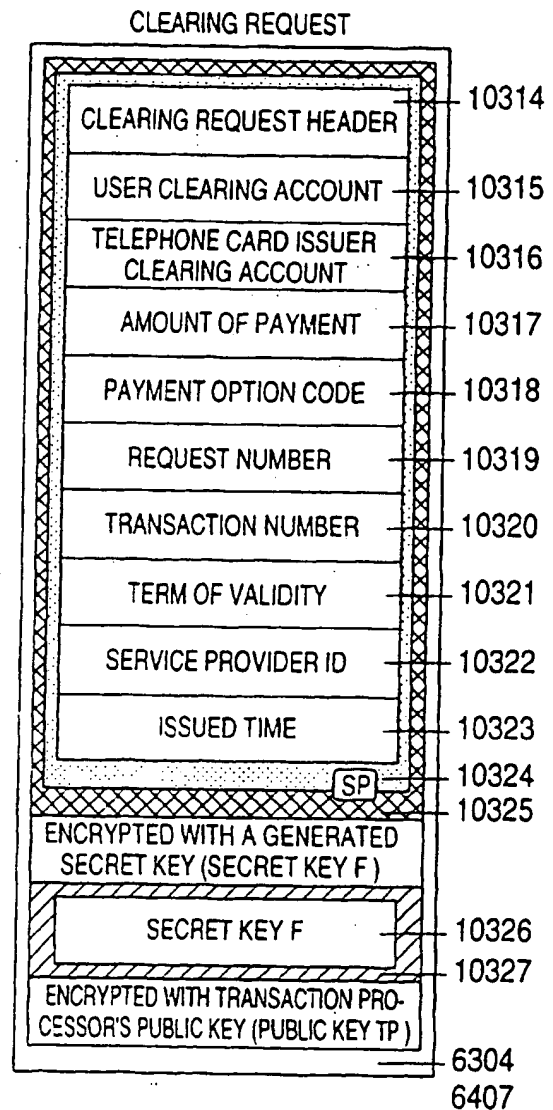 CLEARING REQUEST
CLEARING REQUEST HEADER
10314
USER CLEARING ACCOUNT
10315
TELEPHONE CARD ISSUER
CLEARING ACCOUNT
10316
AMOUNT OF PAYMENT
10317
PAYMENT OPTION CODE
10318
REQUEST NUMBER
10319
TRANSACTION NUMBER
10320
TERM OF VALIDITY
10321
SERVICE PROVIDER ID
10322
ISSUED TIME
10323
SP
10324
10325
ENCRYPTED WITH A GENERATED
SECRET KEY (SECRET KEY F)
SECRET KEY F
10326
10327
ENCRYPTED WITH TRANSACTION PRO-
CESSOR'S PUBLIC KEY (PUBLIC KEY TP)
6304
6407